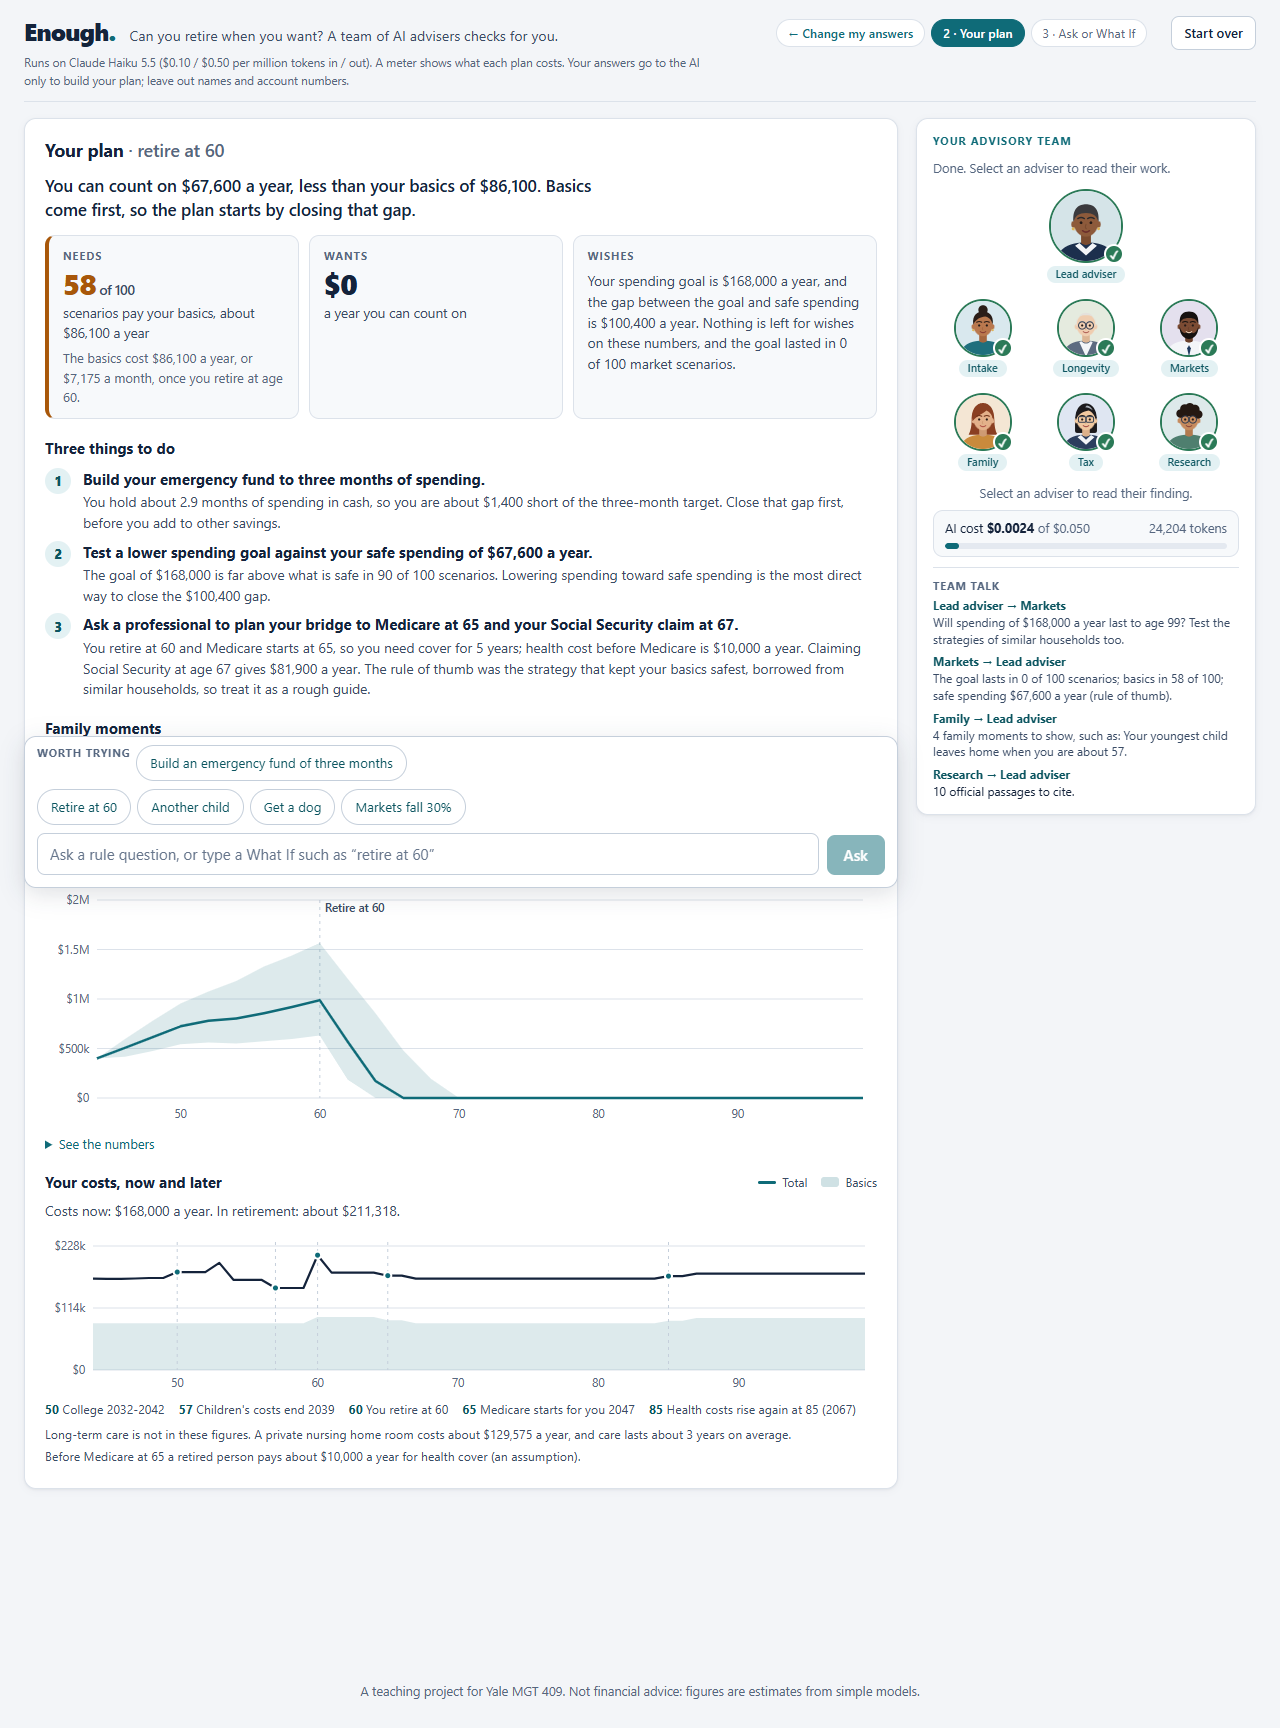 Enough.
Can you retire when you want? A team of AI advisers checks for you.
← Change my answers
2 · Your plan
3 · Ask or What If
Start over
Runs on Claude Haiku 5.5 ($0.10 / $0.50 per million tokens in / out). A meter shows what each plan costs. Your answers go to the AI
only to build your plan; leave out names and account numbers.
Your plan · retire at 60
You can count on $67,600 a year, less than your basics of $86,100. Basics
come first, so the plan starts by closing that gap.
NEEDS
58 of 100
scenarios pay your basics, about
$86,100 a year
The basics cost $86,100 a year, or
$7,175 a month, once you retire at age
60.
WANTS
$0
a year you can count on
WISHES
Your spending goal is $168,000 a year, and
the gap between the goal and safe spending
is $100,400 a year. Nothing is left for wishes
on these numbers, and the goal lasted in 0
of 100 market scenarios.
Three things to do
1
Build your emergency fund to three months of spending.
You hold about 2.9 months of spending in cash, so you are about $1,400 short of the three-month target. Close that gap first,
before you add to other savings.
2
Test a lower spending goal against your safe spending of $67,600 a year.
The goal of $168,000 is far above what is safe in 90 of 100 scenarios. Lowering spending toward safe spending is the most direct
way to close the $100,400 gap.
3
Ask a professional to plan your bridge to Medicare at 65 and your Social Security claim at 67.
You retire at 60 and Medicare starts at 65, so you need cover for 5 years; health cost before Medicare is $10,000 a year. Claiming
Social Security at age 67 gives $81,900 a year. The rule of thumb was the strategy that kept your basics safest, borrowed from
similar households, so treat it as a rough guide.
Family moments
WORTH TRYING
Build an emergency fund of three months
Retire at 60
Another child
Get a dog
Markets fall 30%
Ask a rule question, or type a What If such as “retire at 60”
Ask
$2M
Retire at 60
$1.5M
$1M
$500k
$0
50
60
70
80
90
▶ See the numbers
Your costs, now and later
Total
Basics
Costs now: $168,000 a year. In retirement: about $211,318.
$228k
$114k
$0
50
60
70
80
90
50 College 2032-2042
57 Children's costs end 2039
60 You retire at 60
65 Medicare starts for you 2047
85 Health costs rise again at 85 (2067)
Long-term care is not in these figures. A private nursing home room costs about $129,575 a year, and care lasts about 3 years on average.
Before Medicare at 65 a retired person pays about $10,000 a year for health cover (an assumption).
YOUR ADVISORY TEAM
Done. Select an adviser to read their work.
Lead adviser
Intake
Longevity
Markets
Family
Tax
Research
Select an adviser to read their finding.
AI cost $0.0024 of $0.050
24,204 tokens
TEAM TALK
Lead adviser → Markets
Will spending of $168,000 a year last to age 99? Test the
strategies of similar households too.
Markets → Lead adviser
The goal lasts in 0 of 100 scenarios; basics in 58 of 100;
safe spending $67,600 a year (rule of thumb).
Family → Lead adviser
4 family moments to show, such as: Your youngest child
leaves home when you are about 57.
Research → Lead adviser
10 official passages to cite.
A teaching project for Yale MGT 409. Not financial advice: figures are estimates from simple models.